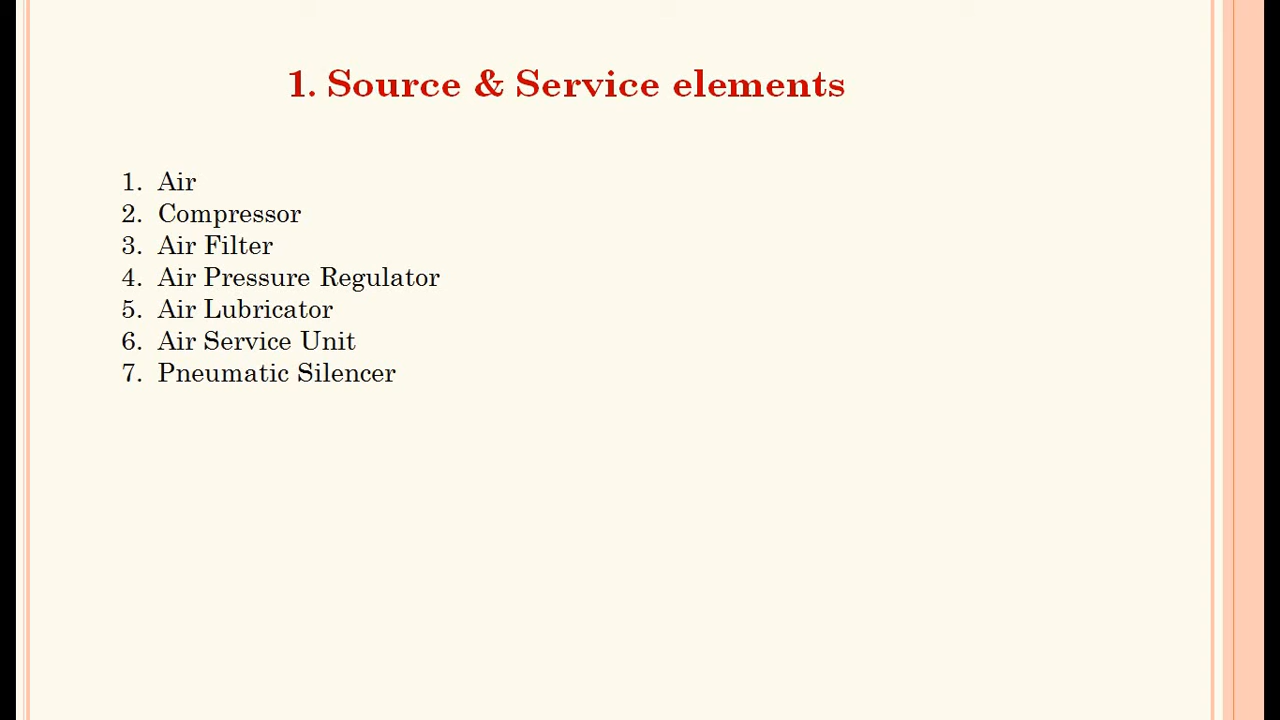 1. Source & Service elements
1. Air
2. Compressor
3. Air Filter
4. Air Pressure Regulator
5. Air Lubricator
6. Air Service Unit
7. Pneumatic Silencer